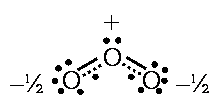 +
O
–½ O O –½